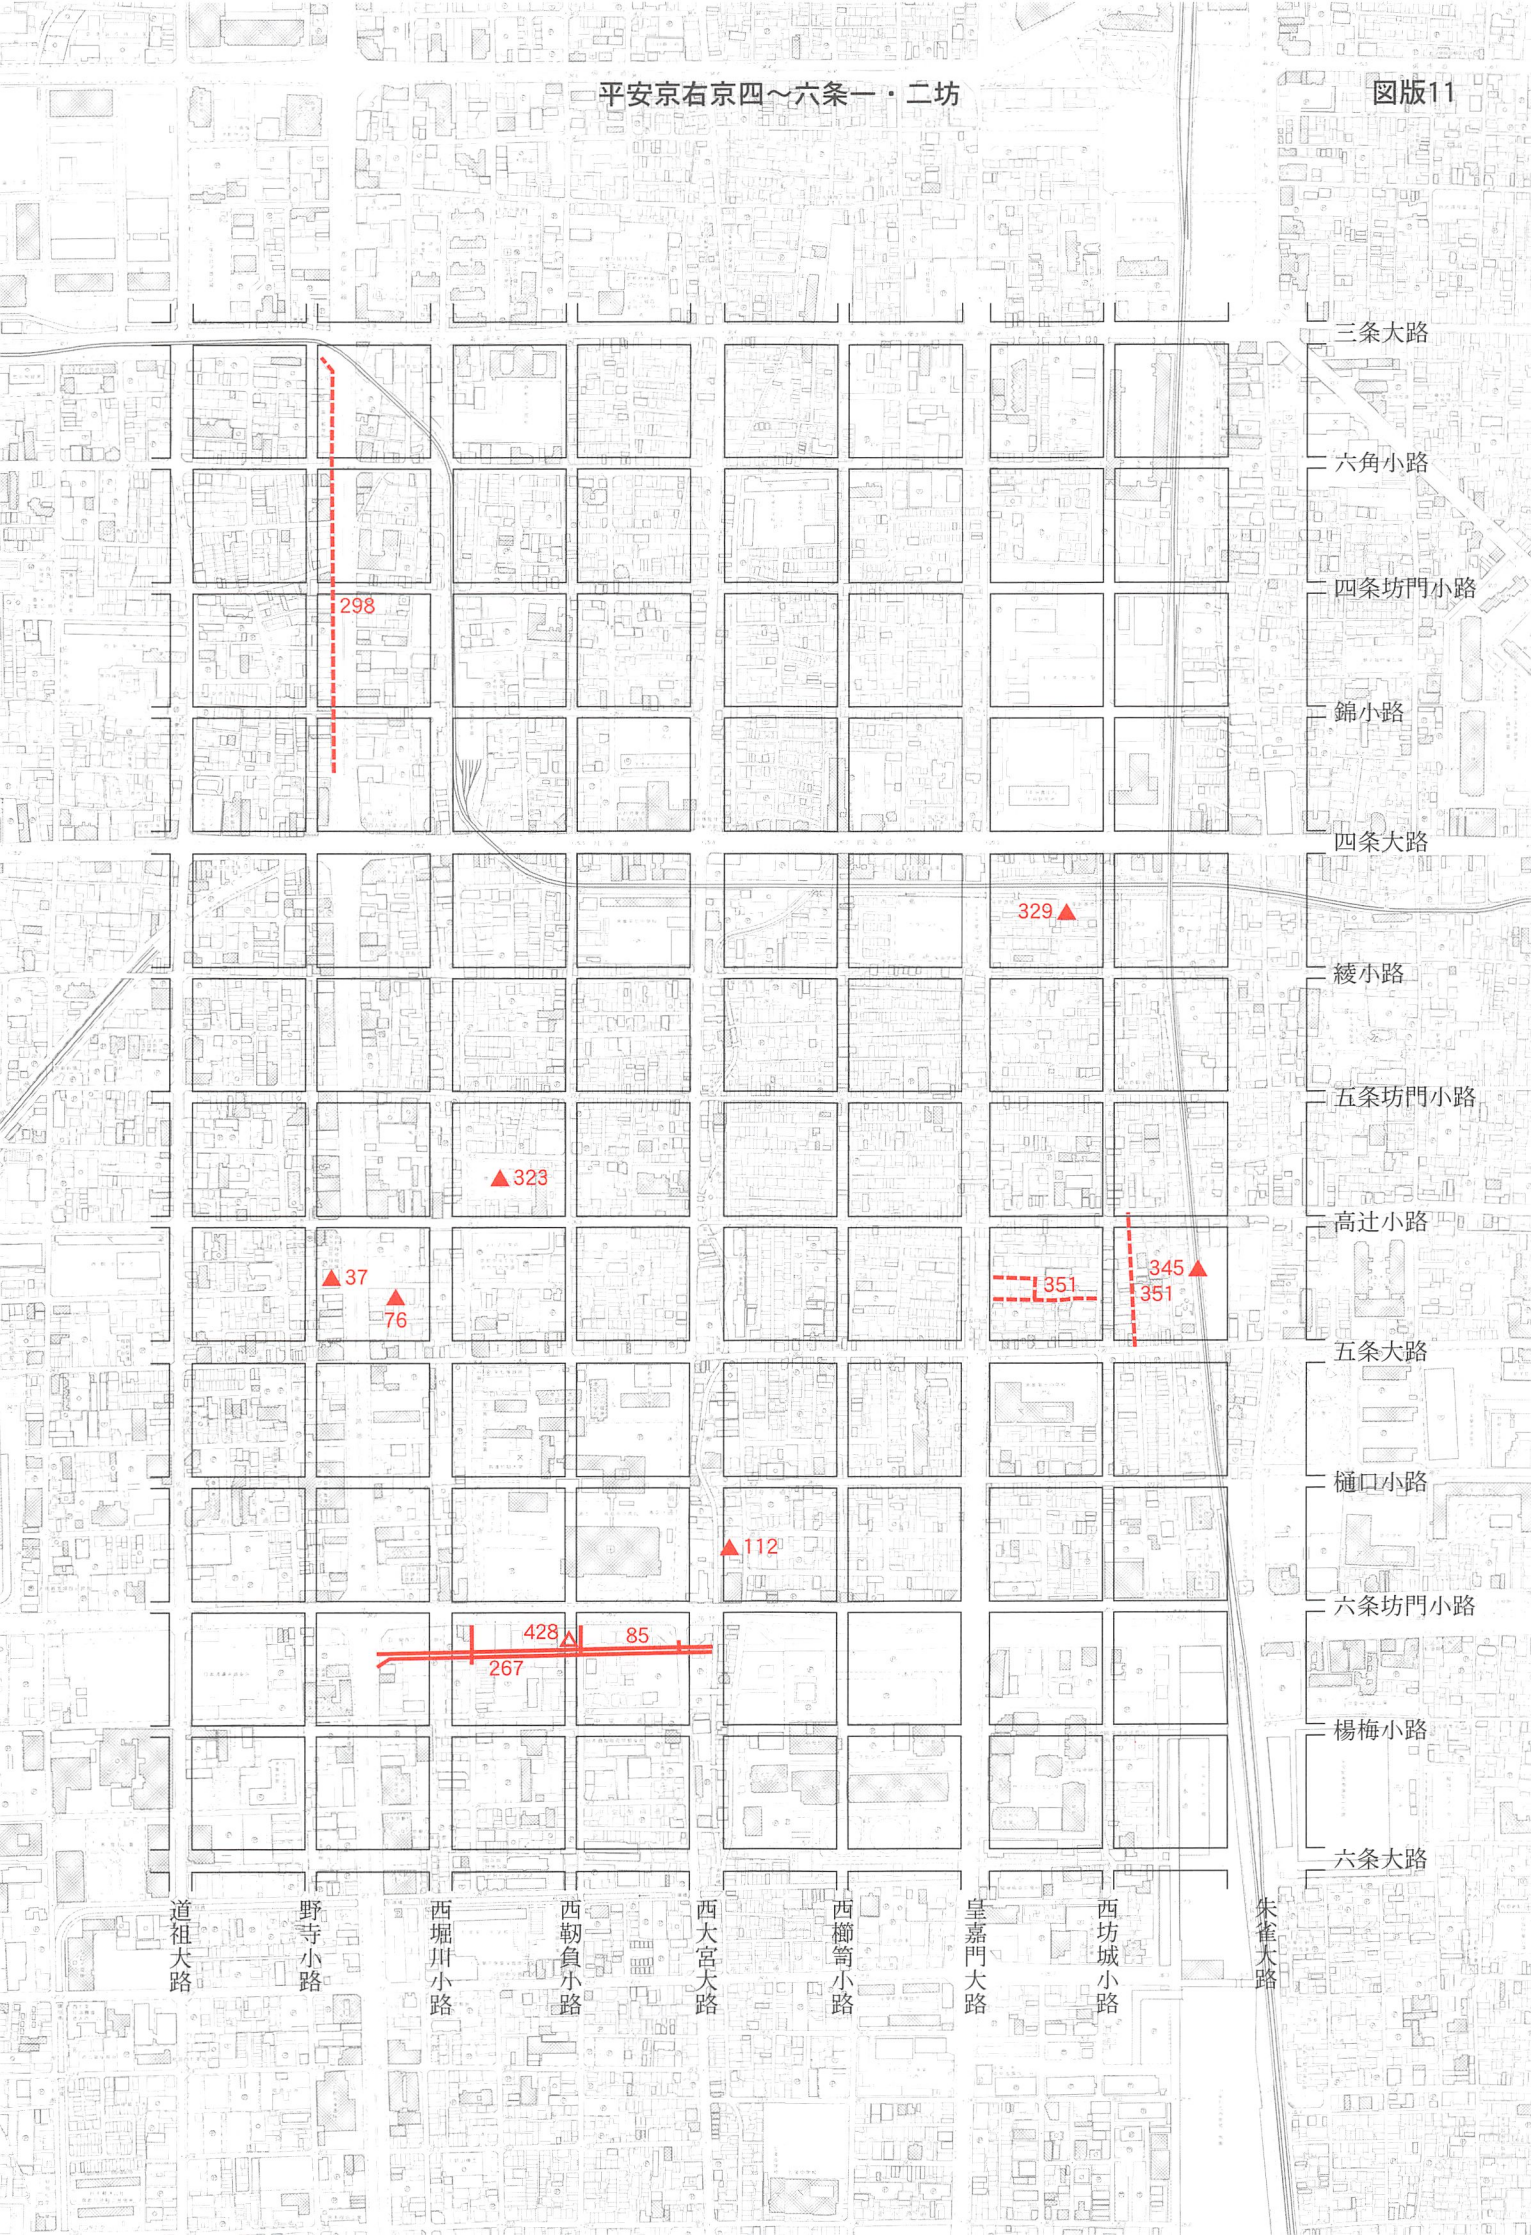 平安京右京四～六条一・二坊
図版11
三条大路
六角小路
四条坊門小路
298
錦小路
四条大路
329
綾小路
五条坊門小路
323
高辻小路
37
76
351
351
345
五条大路
樋口小路
112
六条坊門小路
428
85
267
楊梅小路
六条大路
道祖大路
野寺小路
西堀川小路
西靱負小路
西大宮大路
西櫛笥小路
皇嘉門大路
西坊城小路
朱雀大路